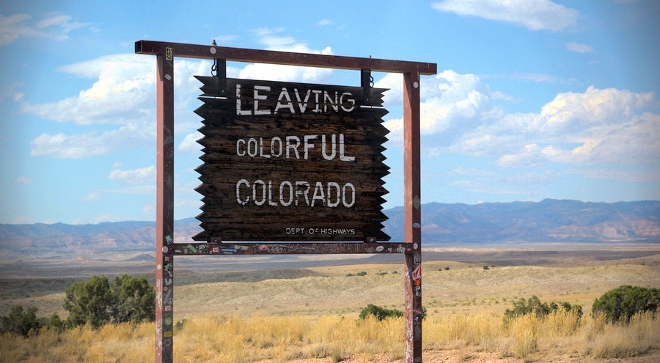 LEAVING
COLORFUL
COLORADO
DEPT. OF HIGHWAYS